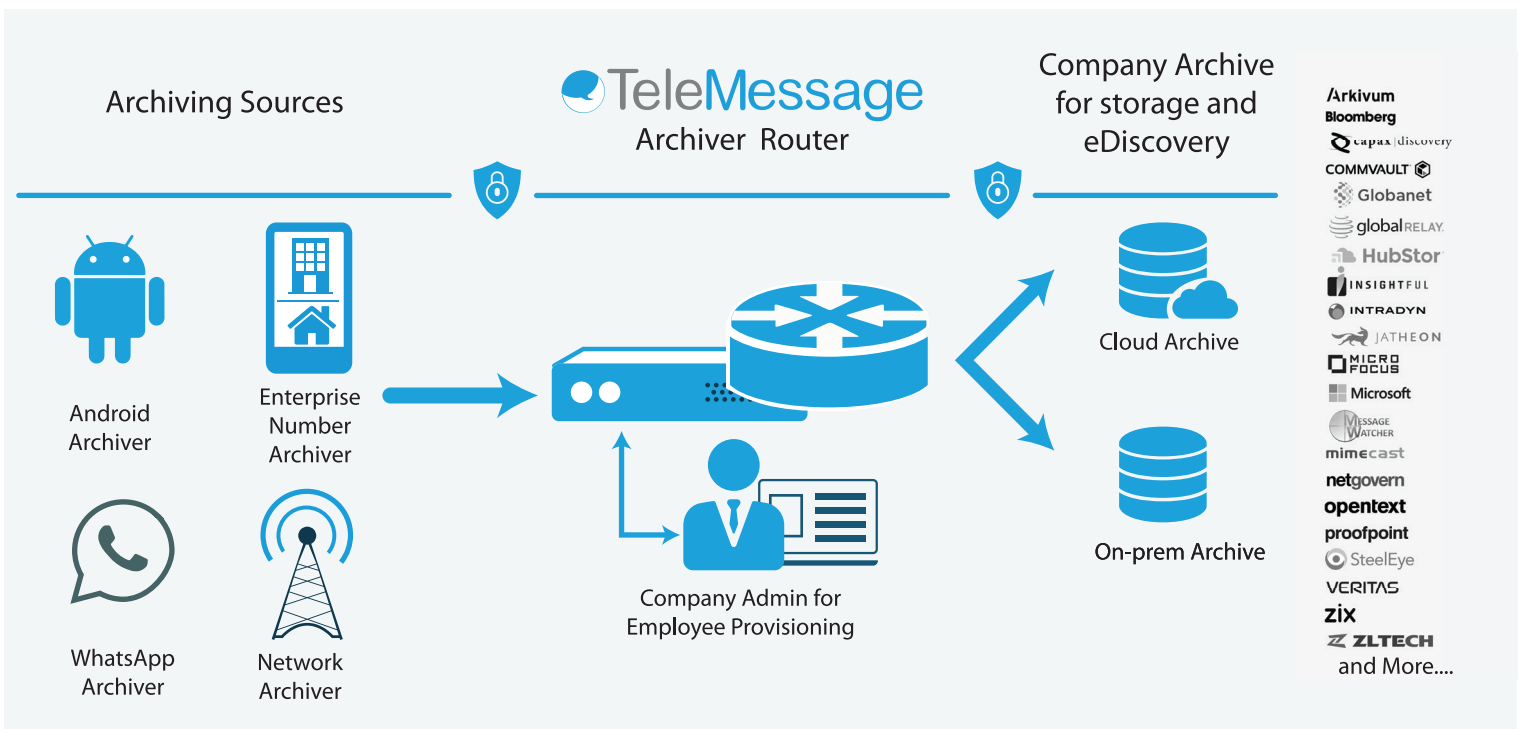 Archiving Sources
TeleMessage
Archiver Router
Company Archive
for storage and
eDiscovery
Android
Archiver
Enterprise
Number
Archiver
WhatsApp
Archiver
Network
Archiver
Company Admin for
Employee Provisioning
Cloud Archive
On-prem Archive
Arkivum
Bloomberg
capax|discovery
COMMVAULT
Globanet
globalRELAY.
HubStor
INSIGHTFUL
INTRADYN
JATHEON
MICRO
FOCUS
Microsoft
MESSAGE
WATCHER
mimecast
netgovern
opentext
proofpoint
SteelEye
VERITAS
zix
ZLTECH
and More....